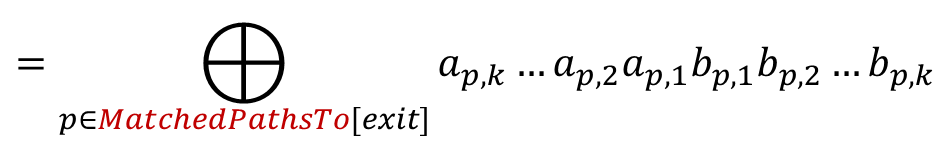 = ⨁ a_{p,k} … a_{p,2} a_{p,1} b_{p,1} b_{p,2} … b_{p,k}
p∈MatchedPathsTo[exit]